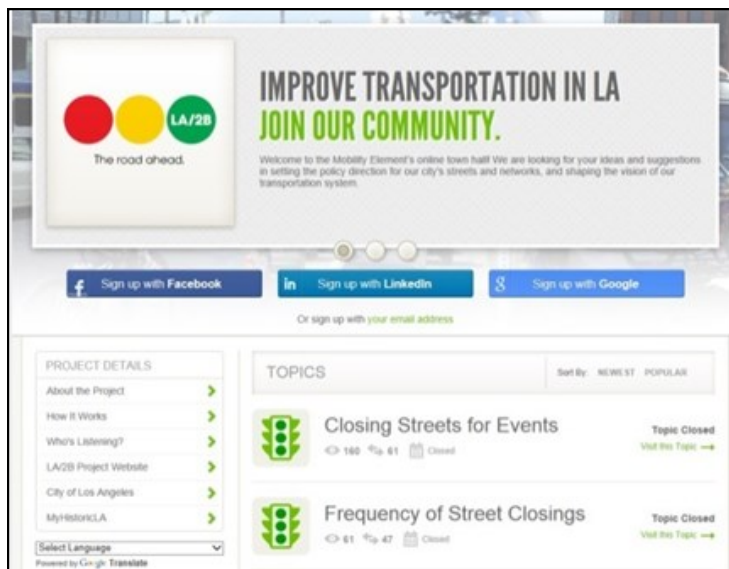 LA/2B
The road ahead.
IMPROVE TRANSPORTATION IN LA
JOIN OUR COMMUNITY.
Welcome to the Mobility Element's online town hall! We are looking for your ideas and suggestions
in setting the policy direction for our city's streets and networks, and shaping the vision of our
transportation system.
f Sign up with Facebook
in Sign up with LinkedIn
g Sign up with Google
Or sign up with your email address
PROJECT DETAILS
About the Project
How It Works
Who's Listening?
LA/2B Project Website
City of Los Angeles
MyHistoricLA
Select Language
Powered by Google Translate
TOPICS
Sort By: NEWEST POPULAR
Closing Streets for Events
160 61 Closed
Topic Closed
Visit this Topic
Frequency of Street Closings
61 47 Closed
Topic Closed
Visit this Topic